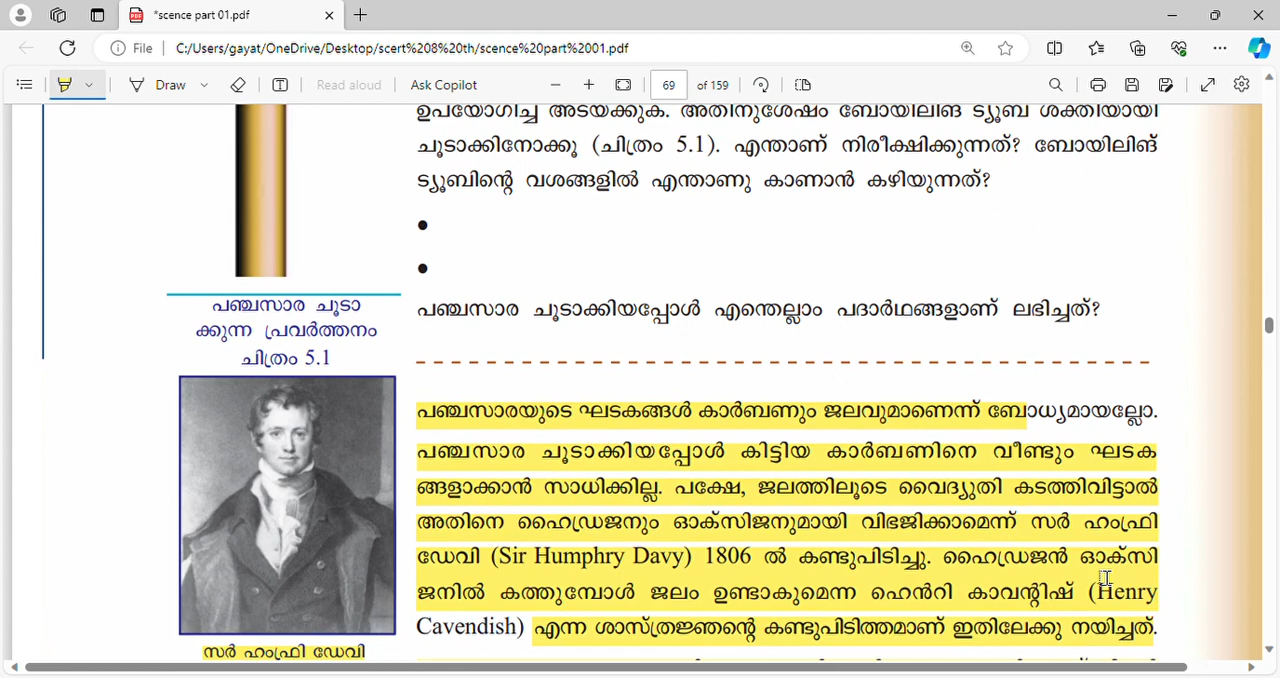 *scence part 01.pdf
File C:/Users/gayat/OneDrive/Desktop/scert%208%20th/scence%20part%2001.pdf
Draw Read aloud Ask Copilot 69 of 159
ഉപയോഗിച്ച് അടയക്കുക. അതിനുശേഷം ബോയിലിങ് ട്യൂബ് ശക്തിയായി
ചൂടാക്കിനോക്കൂ (ചിത്രം 5.1). എന്താണ് നിരീക്ഷിക്കുന്നത്? ബോയിലിങ്
ട്യൂബിന്റെ വശങ്ങളിൽ എന്താണു കാണാൻ കഴിയുന്നത്?
●
●
പഞ്ചസാര ചൂടാക്കിയപ്പോൾ എന്തെല്ലാം പദാർഥങ്ങളാണ് ലഭിച്ചത്?
പഞ്ചസാര ചൂടാ
ക്കുന്ന പ്രവർത്തനം
ചിത്രം 5.1
പഞ്ചസാരയുടെ ഘടകങ്ങൾ കാർബണും ജലവുമാണെന്ന് ബോധ്യമായല്ലോ.
പഞ്ചസാര ചൂടാക്കിയപ്പോൾ കിട്ടിയ കാർബണിനെ വീണ്ടും ഘടക
ങ്ങളാക്കാൻ സാധിക്കില്ല. പക്ഷേ, ജലത്തിലൂടെ വൈദ്യുതി കടത്തിവിട്ടാൽ
അതിനെ ഹൈഡ്രജനും ഓക്സിജനുമായി വിഭജിക്കാമെന്ന് സർ ഹംഫ്രി
ഡേവി (Sir Humphry Davy) 1806 ൽ കണ്ടുപിടിച്ചു. ഹൈഡ്രജൻ ഓക്സി
ജനിൽ കത്തുമ്പോൾ ജലം ഉണ്ടാകുമെന്ന ഹെൻറി കാവന്റിഷ് (Henry
Cavendish) എന്ന ശാസ്ത്രജ്ഞന്റെ കണ്ടുപിടിത്തമാണ് ഇതിലേക്കു നയിച്ചത്.
സർ ഹംഫ്രി ഡേവി